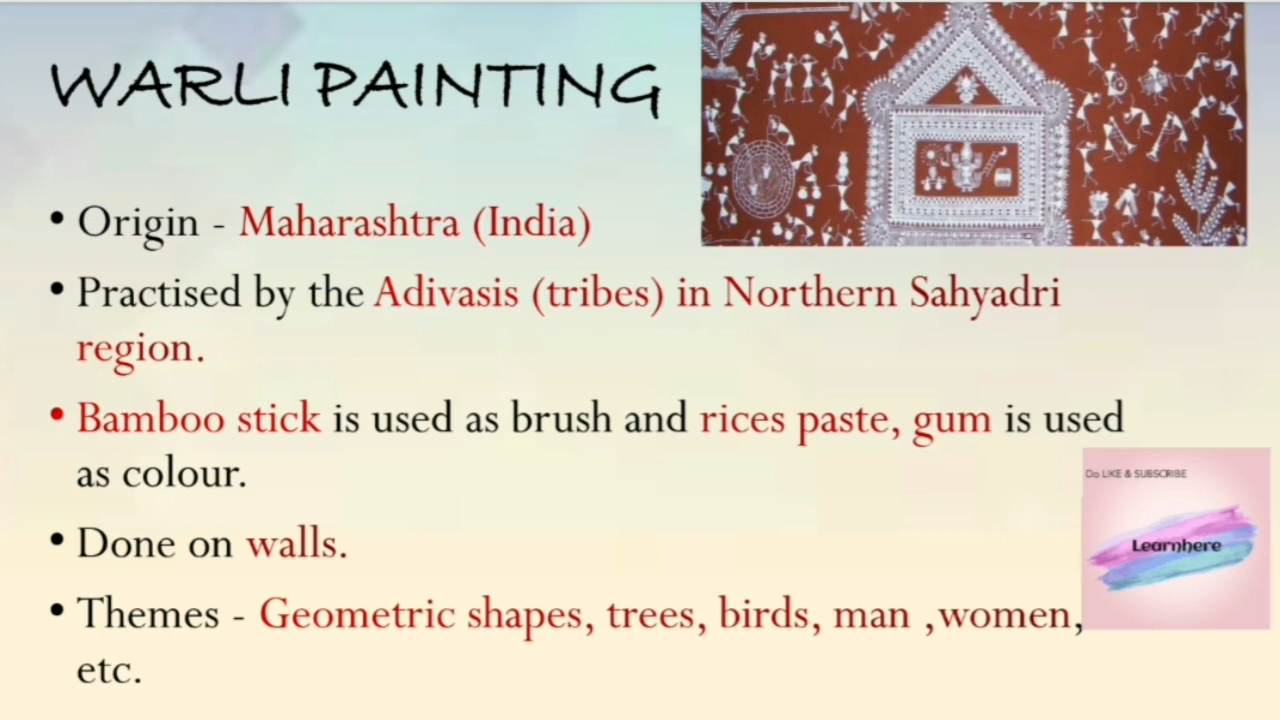 WARLI PAINTING
• Origin - Maharashtra (India)
• Practised by the Adivasis (tribes) in Northern Sahyadri
region.
• Bamboo stick is used as brush and rices paste, gum is used
as colour.
• Done on walls.
• Themes - Geometric shapes, trees, birds, man ,women,
etc.
Do LIKE & SUBSCRIBE
Learnhere